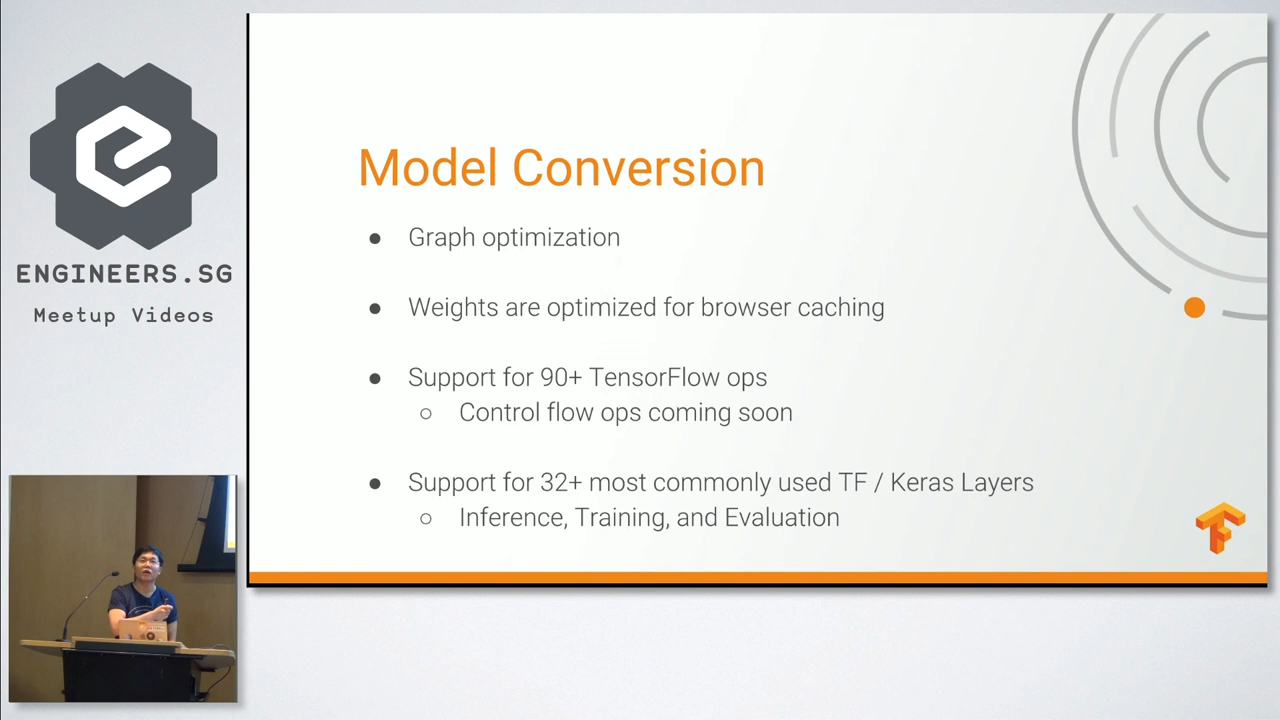 ENGINEERS.SG
Meetup Videos
Model Conversion
● Graph optimization
● Weights are optimized for browser caching
● Support for 90+ TensorFlow ops
○ Control flow ops coming soon
● Support for 32+ most commonly used TF / Keras Layers
○ Inference, Training, and Evaluation